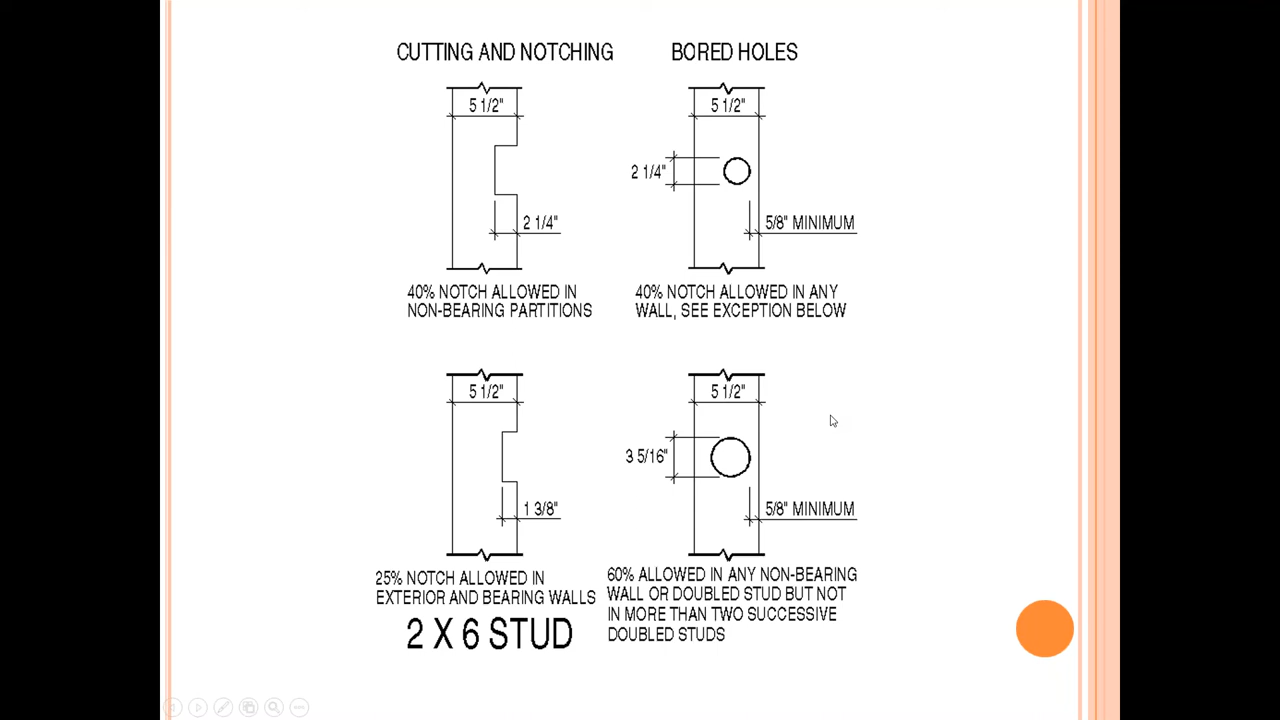 CUTTING AND NOTCHING
5 1/2"
2 1/4"
40% NOTCH ALLOWED IN
NON-BEARING PARTITIONS
BORED HOLES
5 1/2"
2 1/4"
5/8" MINIMUM
40% NOTCH ALLOWED IN ANY
WALL, SEE EXCEPTION BELOW
5 1/2"
1 3/8"
25% NOTCH ALLOWED IN
EXTERIOR AND BEARING WALLS
2 X 6 STUD
5 1/2"
3 5/16"
5/8" MINIMUM
60% ALLOWED IN ANY NON-BEARING
WALL OR DOUBLED STUD BUT NOT
IN MORE THAN TWO SUCCESSIVE
DOUBLED STUDS